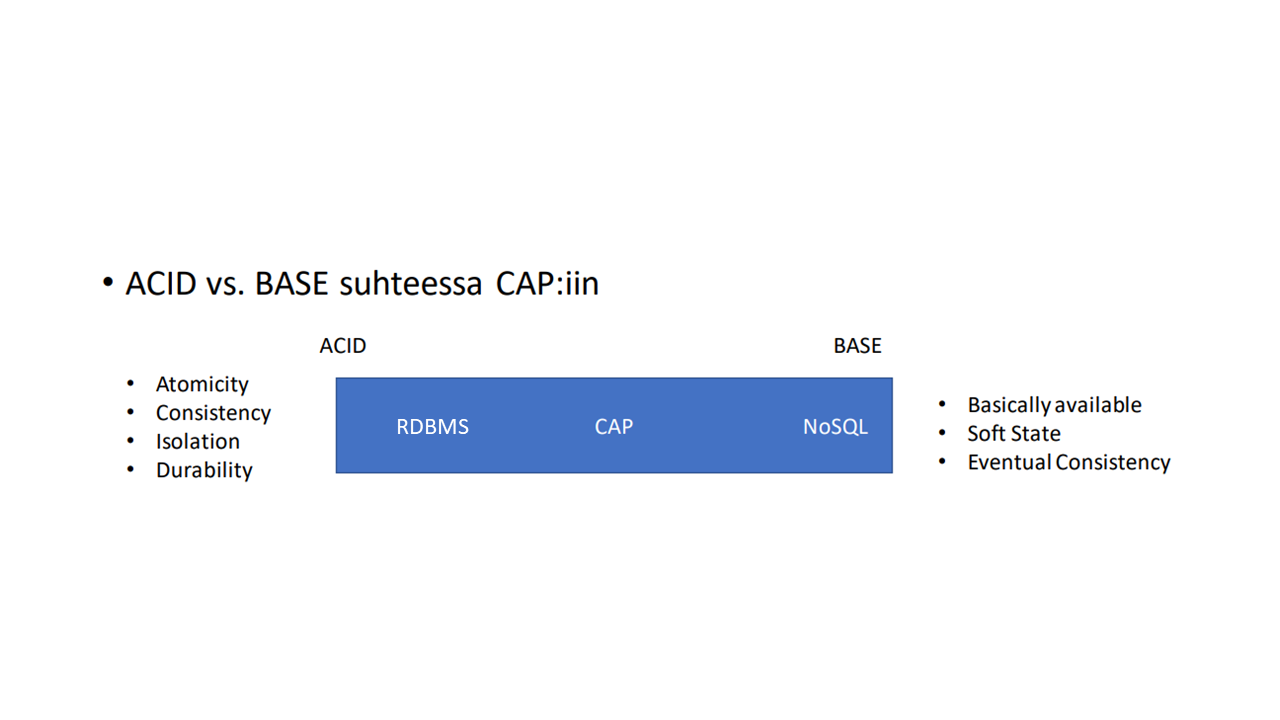 • ACID vs. BASE suhteessa CAP:iin
ACID
BASE
• Atomicity
• Consistency
• Isolation
• Durability
RDBMS
CAP
NoSQL
• Basically available
• Soft State
• Eventual Consistency